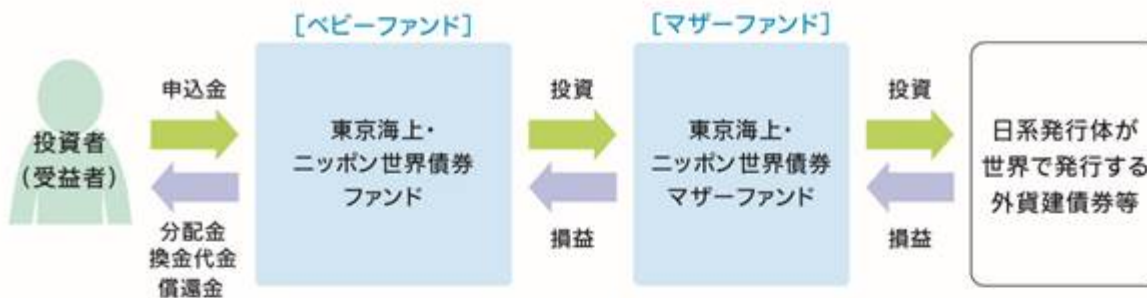 [ベビーファンド]
[マザーファンド]
投資者
(受益者)
申込金
分配金
換金代金
償還金
東京海上・
ニッポン世界債券
ファンド
投資
損益
東京海上・
ニッポン世界債券
マザーファンド
投資
損益
日系発行体が
世界で発行する
外貨建債券等